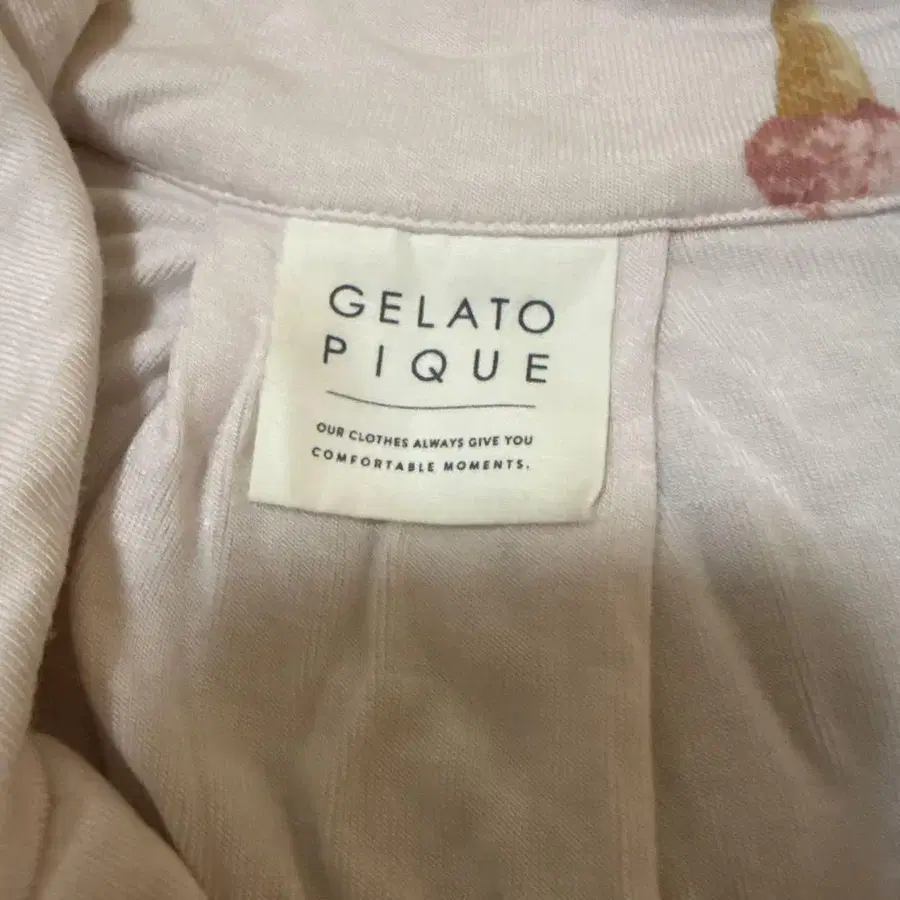 GELATO
PIQUE
OUR CLOTHES ALWAYS GIVE YOU
COMFORTABLE MOMENTS.